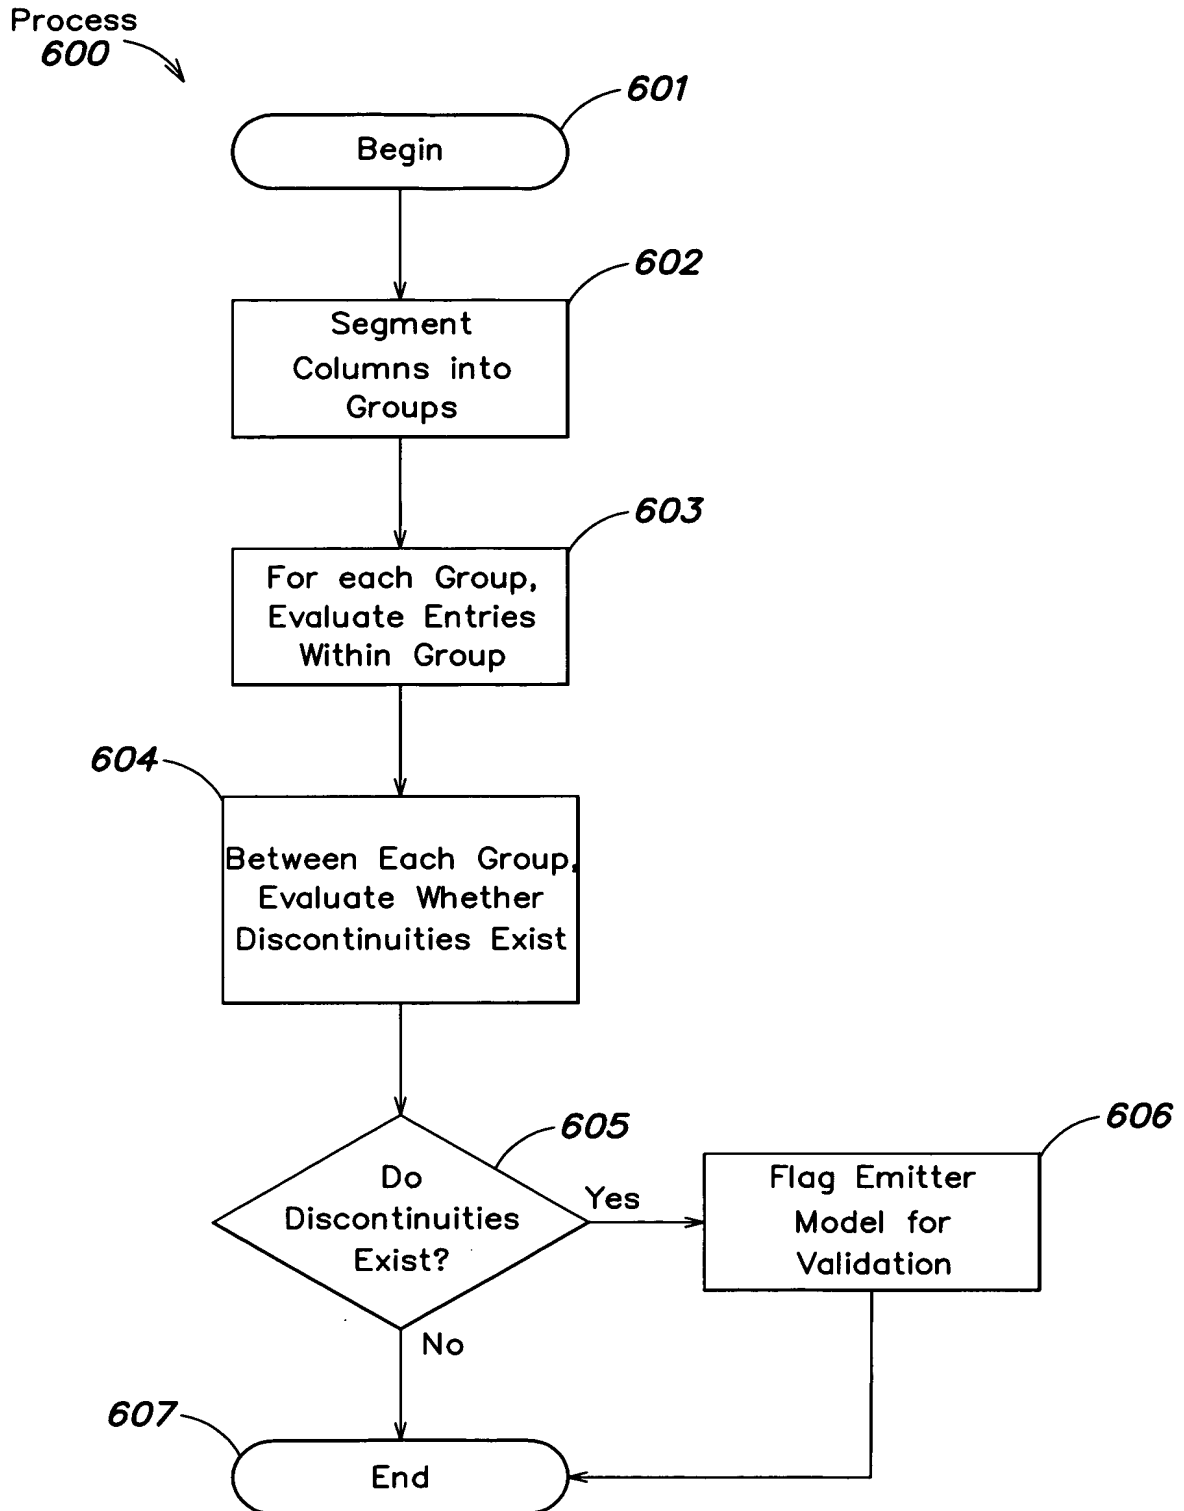 Process
600
601
Begin
602
Segment
Columns into
Groups
603
For each Group,
Evaluate Entries
Within Group
604
Between Each Group,
Evaluate Whether
Discontinuities Exist
605
Do
Discontinuities
Exist?
Yes
606
Flag Emitter
Model for
Validation
No
607
End